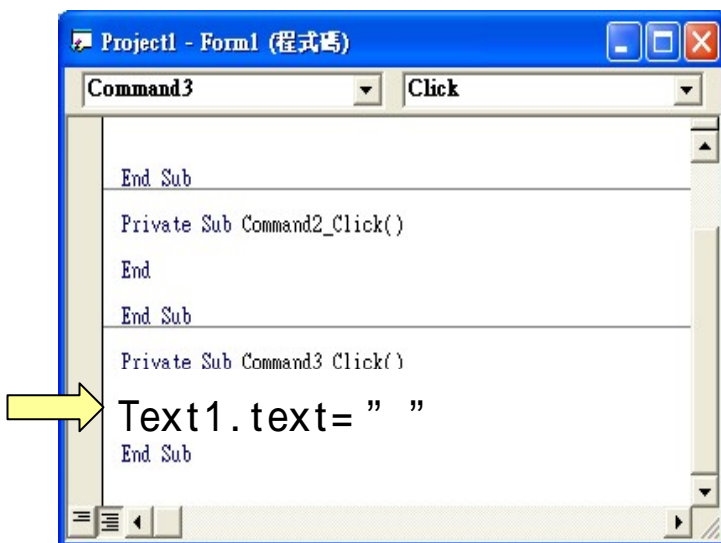 Project1 - Form1 (程式碼)
Command3 Click
End Sub
Private Sub Command2_Click()
End
End Sub
Private Sub Command3_Click()
Text1.text=” ”
End Sub